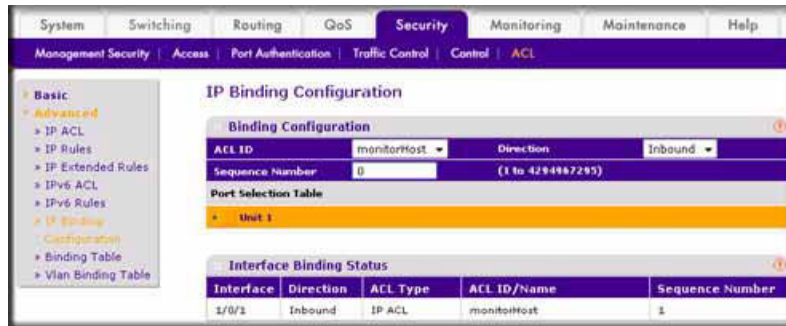 System Switching Routing QoS Security Monitoring Maintenance Help
Management Security | Access | Port Authentication | Traffic Control | Control | ACL
Basic
Advanced
» IP ACL
» IP Rules
» IP Extended Rules
» IPv6 ACL
» IPv6 Rules
» IP Binding
Configuration
» Binding Table
» Vlan Binding Table
IP Binding Configuration
Binding Configuration
ACL ID monitorHost Direction Inbound
Sequence Number 0 (1 to 4294967295)
Port Selection Table
Unit 1
Interface Binding Status
Interface Direction ACL Type ACL ID/Name Sequence Number
1/0/1 Inbound IP ACL monitorHost 1